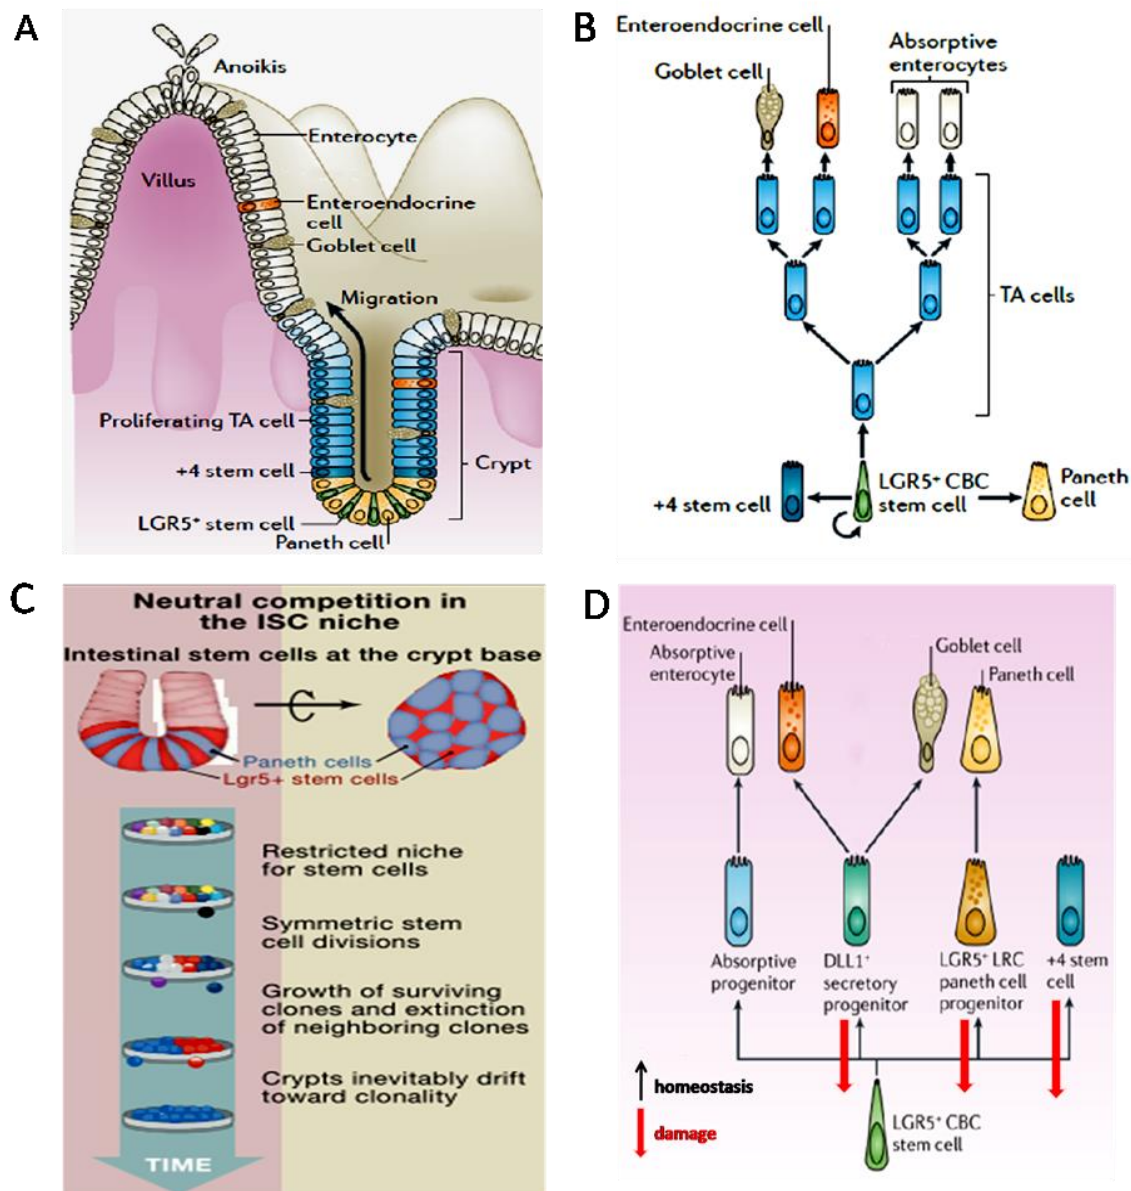 A
Anoikis
Enterocyte
Villus
Enteroendocrine
cell
Goblet cell
Migration
Proliferating TA cell
+4 stem cell
Crypt
LGR5⁺ stem cell
Paneth cell
B
Enteroendocrine cell
Goblet cell
Absorptive
enterocytes
TA cells
+4 stem cell
LGR5⁺ CBC
stem cell
Paneth
cell
C
Neutral competition in
the ISC niche
Intestinal stem cells at the crypt base
Paneth cells
Lgr5+ stem cells
Restricted niche
for stem cells
Symmetric stem
cell divisions
Growth of surviving
clones and extinction
of neighboring clones
Crypts inevitably drift
toward clonality
TIME
D
Enteroendocrine cell
Absorptive
enterocyte
Goblet cell
Paneth cell
Absorptive
progenitor
DLL1⁺
secretory
progenitor
LGR5⁺ LRC
paneth cell
progenitor
+4 stem
cell
homeostasis
damage
LGR5⁺ CBC
stem cell